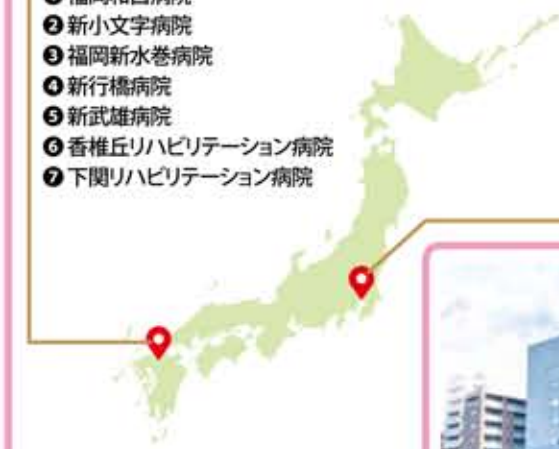 ❷新小文字病院
❸福岡新水巻病院
❹新行橋病院
❺新武雄病院
❻香椎丘リハビリテーション病院
❼下関リハビリテーション病院